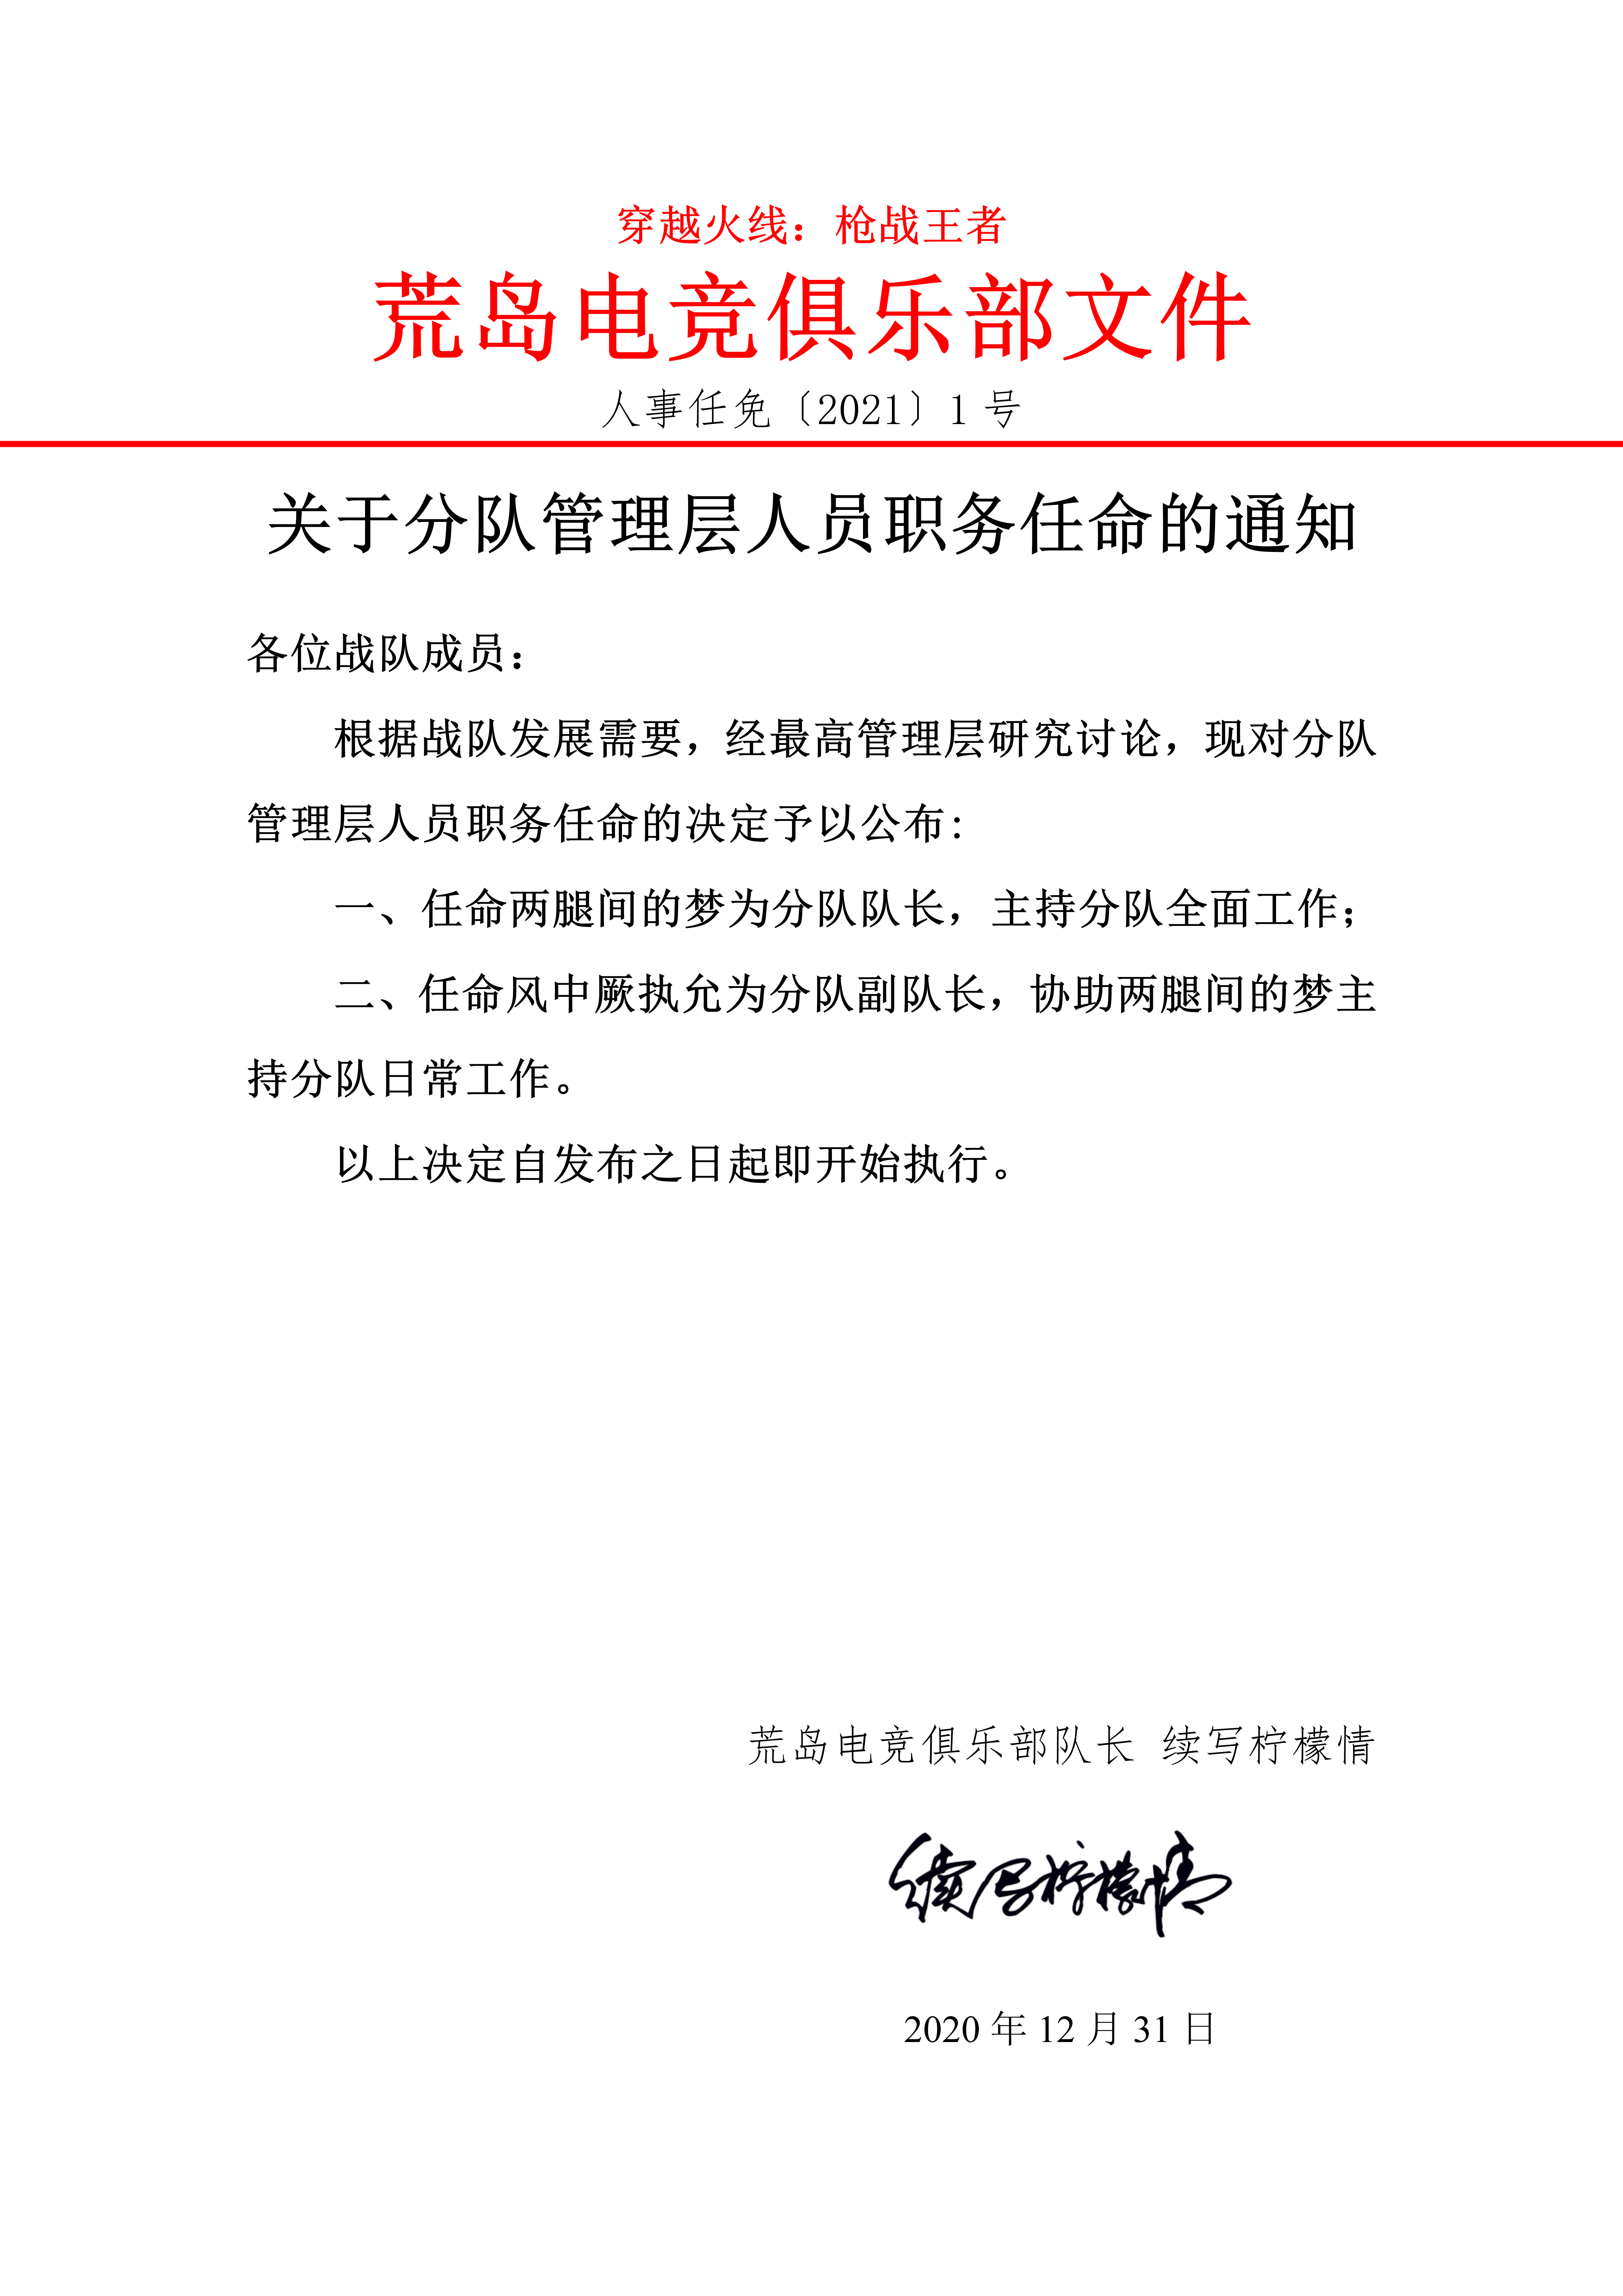 穿越火线：枪战王者
荒岛电竞俱乐部文件
人事任免〔2021〕1 号
关于分队管理层人员职务任命的通知
各位战队成员：
根据战队发展需要，经最高管理层研究讨论，现对分队
管理层人员职务任命的决定予以公布：
一、任命两腿间的梦为分队队长，主持分队全面工作；
二、任命风中厥执允为分队副队长，协助两腿间的梦主
持分队日常工作。
以上决定自发布之日起即开始执行。
荒岛电竞俱乐部队长 续写柠檬情
续写柠檬情
2020 年 12 月 31 日